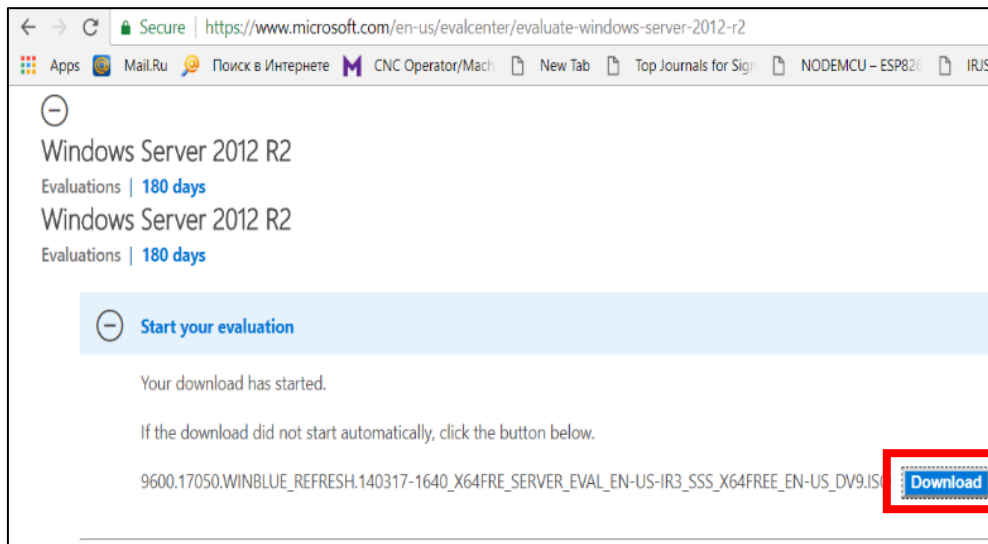 Secure | https://www.microsoft.com/en-us/evalcenter/evaluate-windows-server-2012-r2
Apps Mail.Ru Поиск в Интернете CNC Operator/Mach New Tab Top Journals for Sign NODEMCU – ESP826 IRJS
Windows Server 2012 R2
Evaluations | 180 days
Windows Server 2012 R2
Evaluations | 180 days
Start your evaluation
Your download has started.
If the download did not start automatically, click the button below.
9600.17050.WINBLUE_REFRESH.140317-1640_X64FRE_SERVER_EVAL_EN-US-IR3_SSS_X64FREE_EN-US_DV9.ISO Download